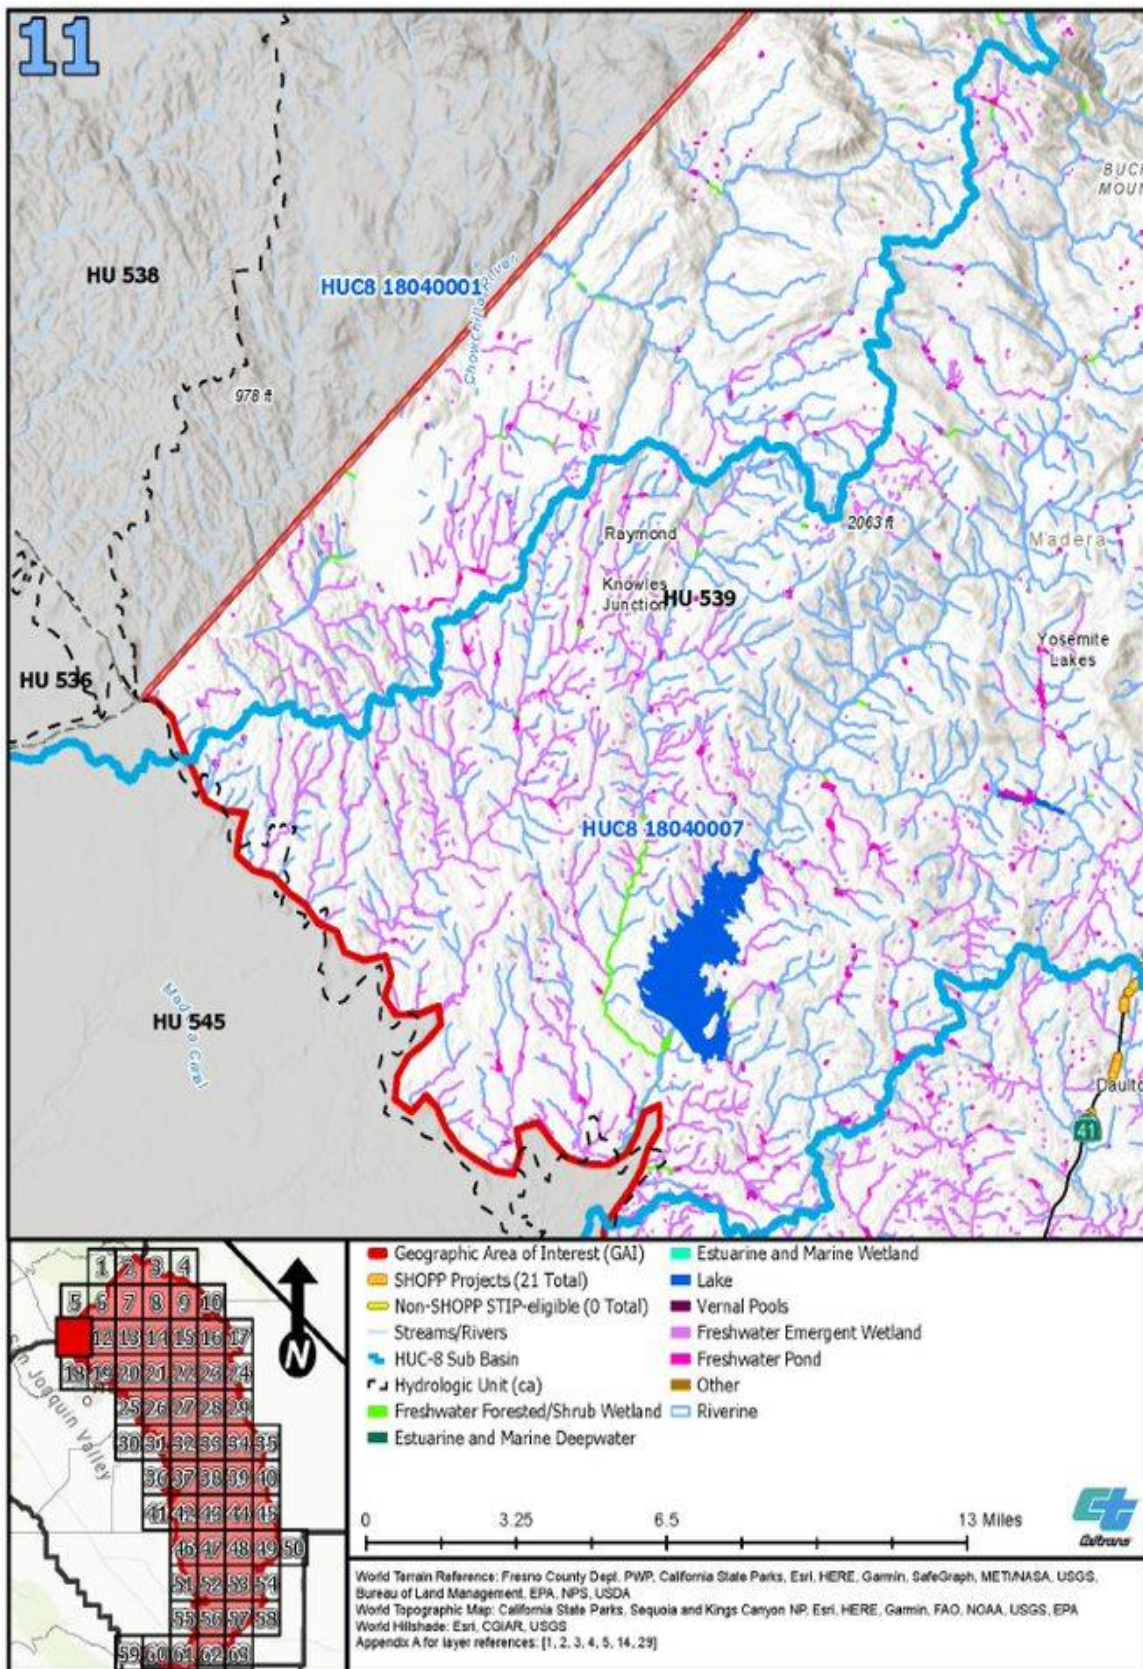 11
BUCK
MOUN
HU 538
HUC8 18040001
Chowchilla River
978 ft
2063 ft
Raymond
Madera
Knowles
Junction
HU 539
Yosemite
Lakes
HU 536
HUC8 18040007
Madera Canal
HU 545
Daulto
41
1 2 3 4
5 6 7 8 9 10
12 13 14 15 16 17
18 19 20 21 22 23 24
25 26 27 28 29
30 31 32 33 34 35
36 37 38 39 40
41 42 43 44 45
46 47 48 49 50
51 52 53 54
55 56 57 58
59 60 61 62 63
Joaquin Valley
N
Geographic Area of Interest (GAI)
SHOPP Projects (21 Total)
Non-SHOPP STIP-eligible (0 Total)
Streams/Rivers
HUC-8 Sub Basin
Hydrologic Unit (ca)
Freshwater Forested/Shrub Wetland
Estuarine and Marine Deepwater
Estuarine and Marine Wetland
Lake
Vernal Pools
Freshwater Emergent Wetland
Freshwater Pond
Other
Riverine
0 3.25 6.5 13 Miles
ct
Caltrans
World Terrain Reference: Fresno County Dept. PWP, California State Parks, Esri, HERE, Garmin, SafeGraph, METI/NASA, USGS,
Bureau of Land Management, EPA, NPS, USDA
World Topographic Map: California State Parks, Sequoia and Kings Canyon NP, Esri, HERE, Garmin, FAO, NOAA, USGS, EPA
World Hillshade: Esri, CGIAR, USGS
Appendix A for layer references: [1, 2, 3, 4, 5, 14, 29]